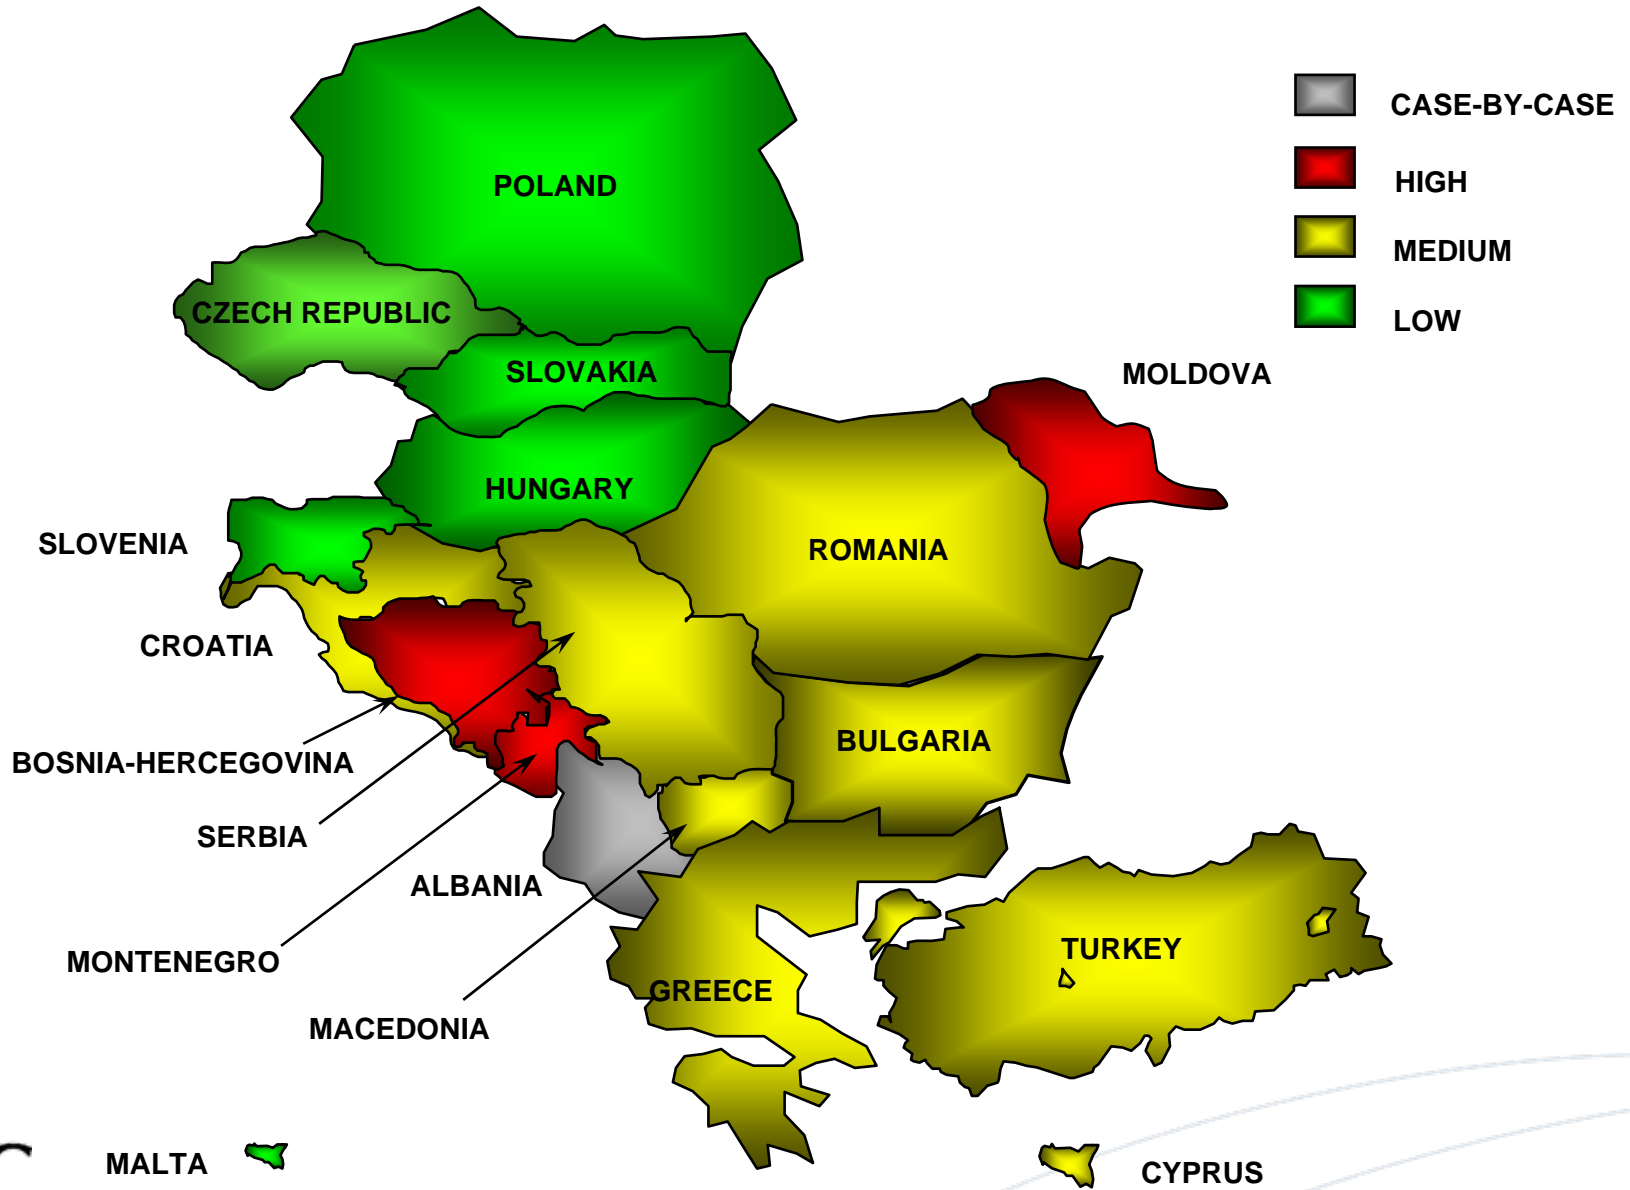 CASE-BY-CASE
HIGH
MEDIUM
LOW
POLAND
CZECH REPUBLIC
SLOVAKIA
MOLDOVA
HUNGARY
SLOVENIA
ROMANIA
CROATIA
BULGARIA
BOSNIA-HERCEGOVINA
SERBIA
ALBANIA
MONTENEGRO
TURKEY
GREECE
MACEDONIA
MALTA
CYPRUS